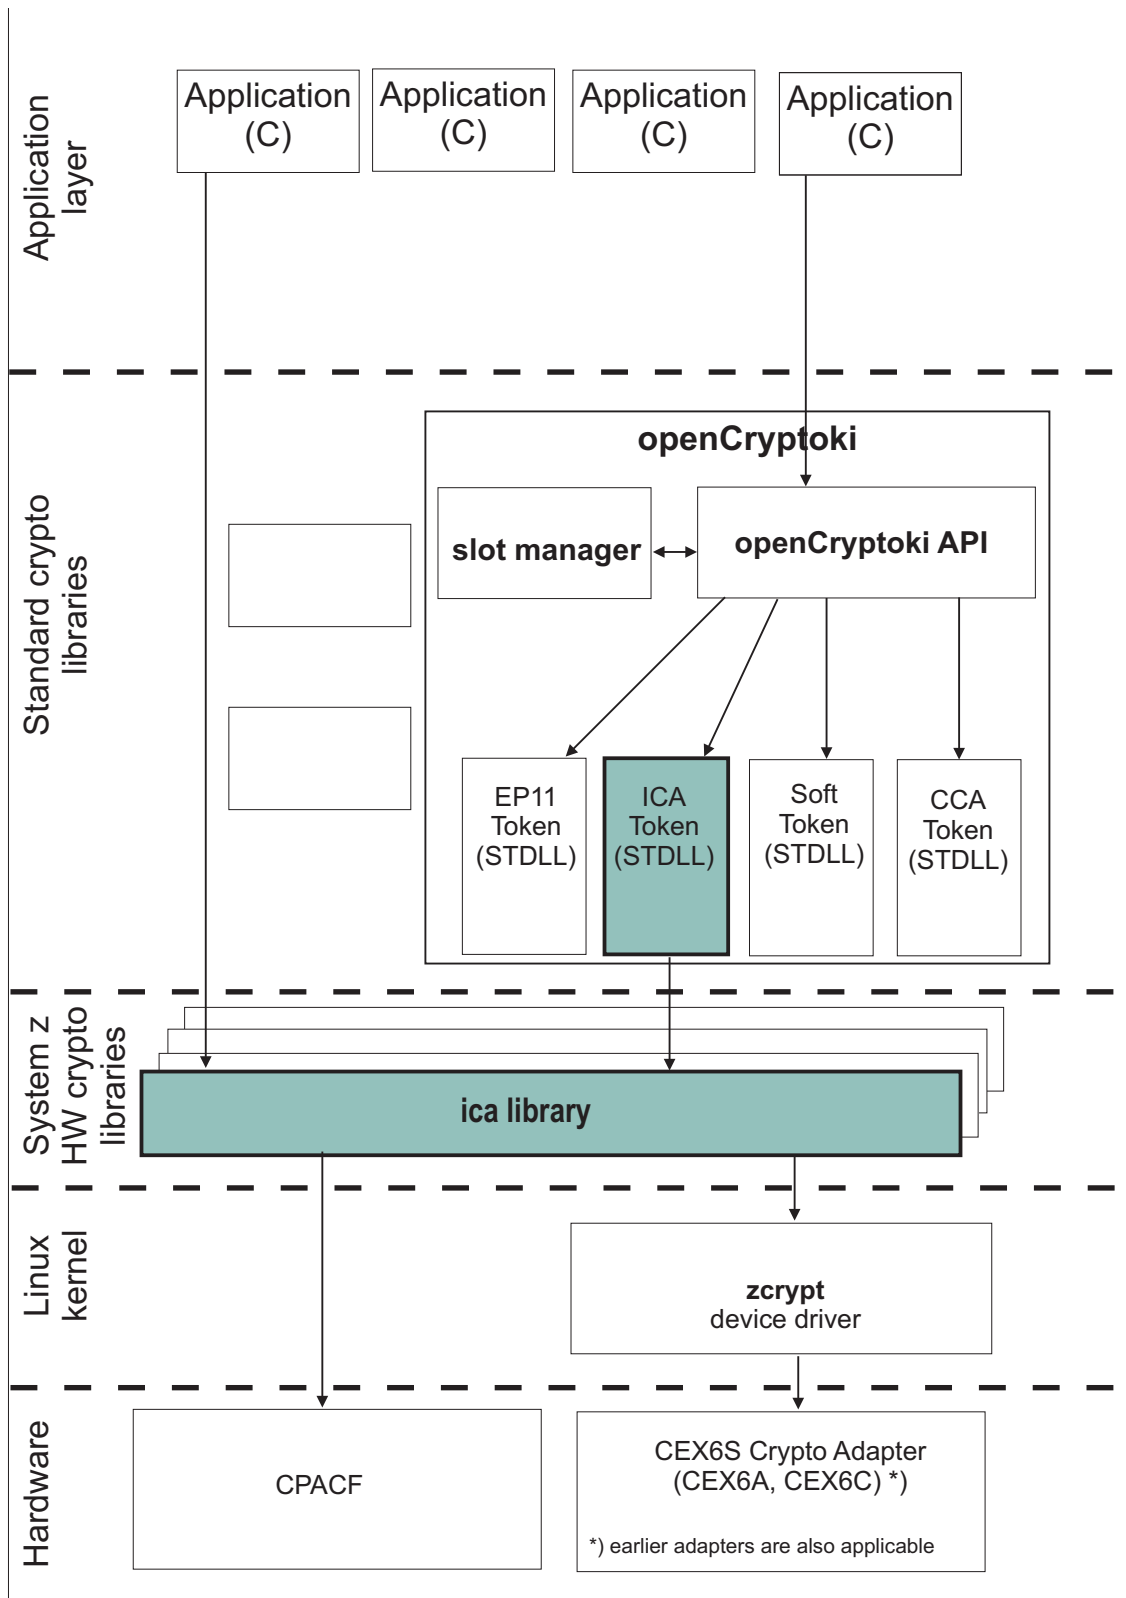 Application
layer
Application
(C)
Application
(C)
Application
(C)
Application
(C)
Standard crypto
libraries
openCryptoki
slot manager
openCryptoki API
EP11
Token
(STDLL)
ICA
Token
(STDLL)
Soft
Token
(STDLL)
CCA
Token
(STDLL)
System z
HW crypto
libraries
ica library
Linux
kernel
zcrypt
device driver
Hardware
CPACF
CEX6S Crypto Adapter
(CEX6A, CEX6C) *)
*) earlier adapters are also applicable